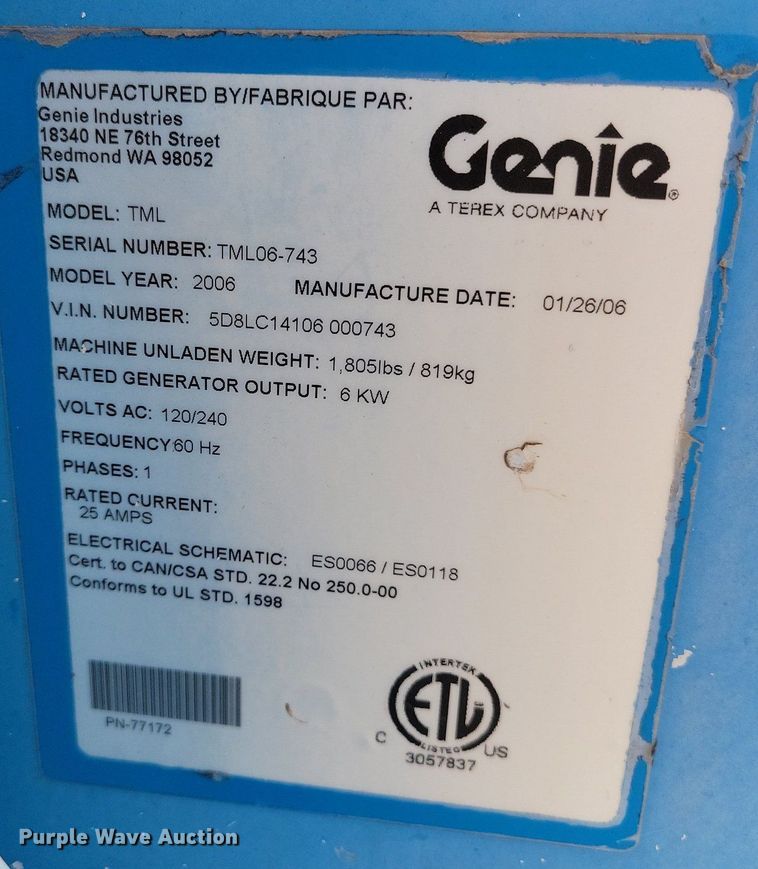 MANUFACTURED BY/FABRIQUE PAR:
Genie Industries
18340 NE 76th Street
Redmond WA 98052
USA
Genie®
A TEREX COMPANY
MODEL: TML
SERIAL NUMBER: TML06-743
MODEL YEAR: 2006 MANUFACTURE DATE: 01/26/06
V.I.N. NUMBER: 5D8LC14106 000743
MACHINE UNLADEN WEIGHT: 1,805lbs / 819kg
RATED GENERATOR OUTPUT: 6 KW
VOLTS AC: 120/240
FREQUENCY 60 Hz
PHASES: 1
RATED CURRENT:
25 AMPS
ELECTRICAL SCHEMATIC: ES0066 / ES0118
Cert. to CAN/CSA STD. 22.2 No 250.0-00
Conforms to UL STD. 1598
PN-77172
INTERTEK
ETL
LISTED
C US
3057837
Purple Wave Auction